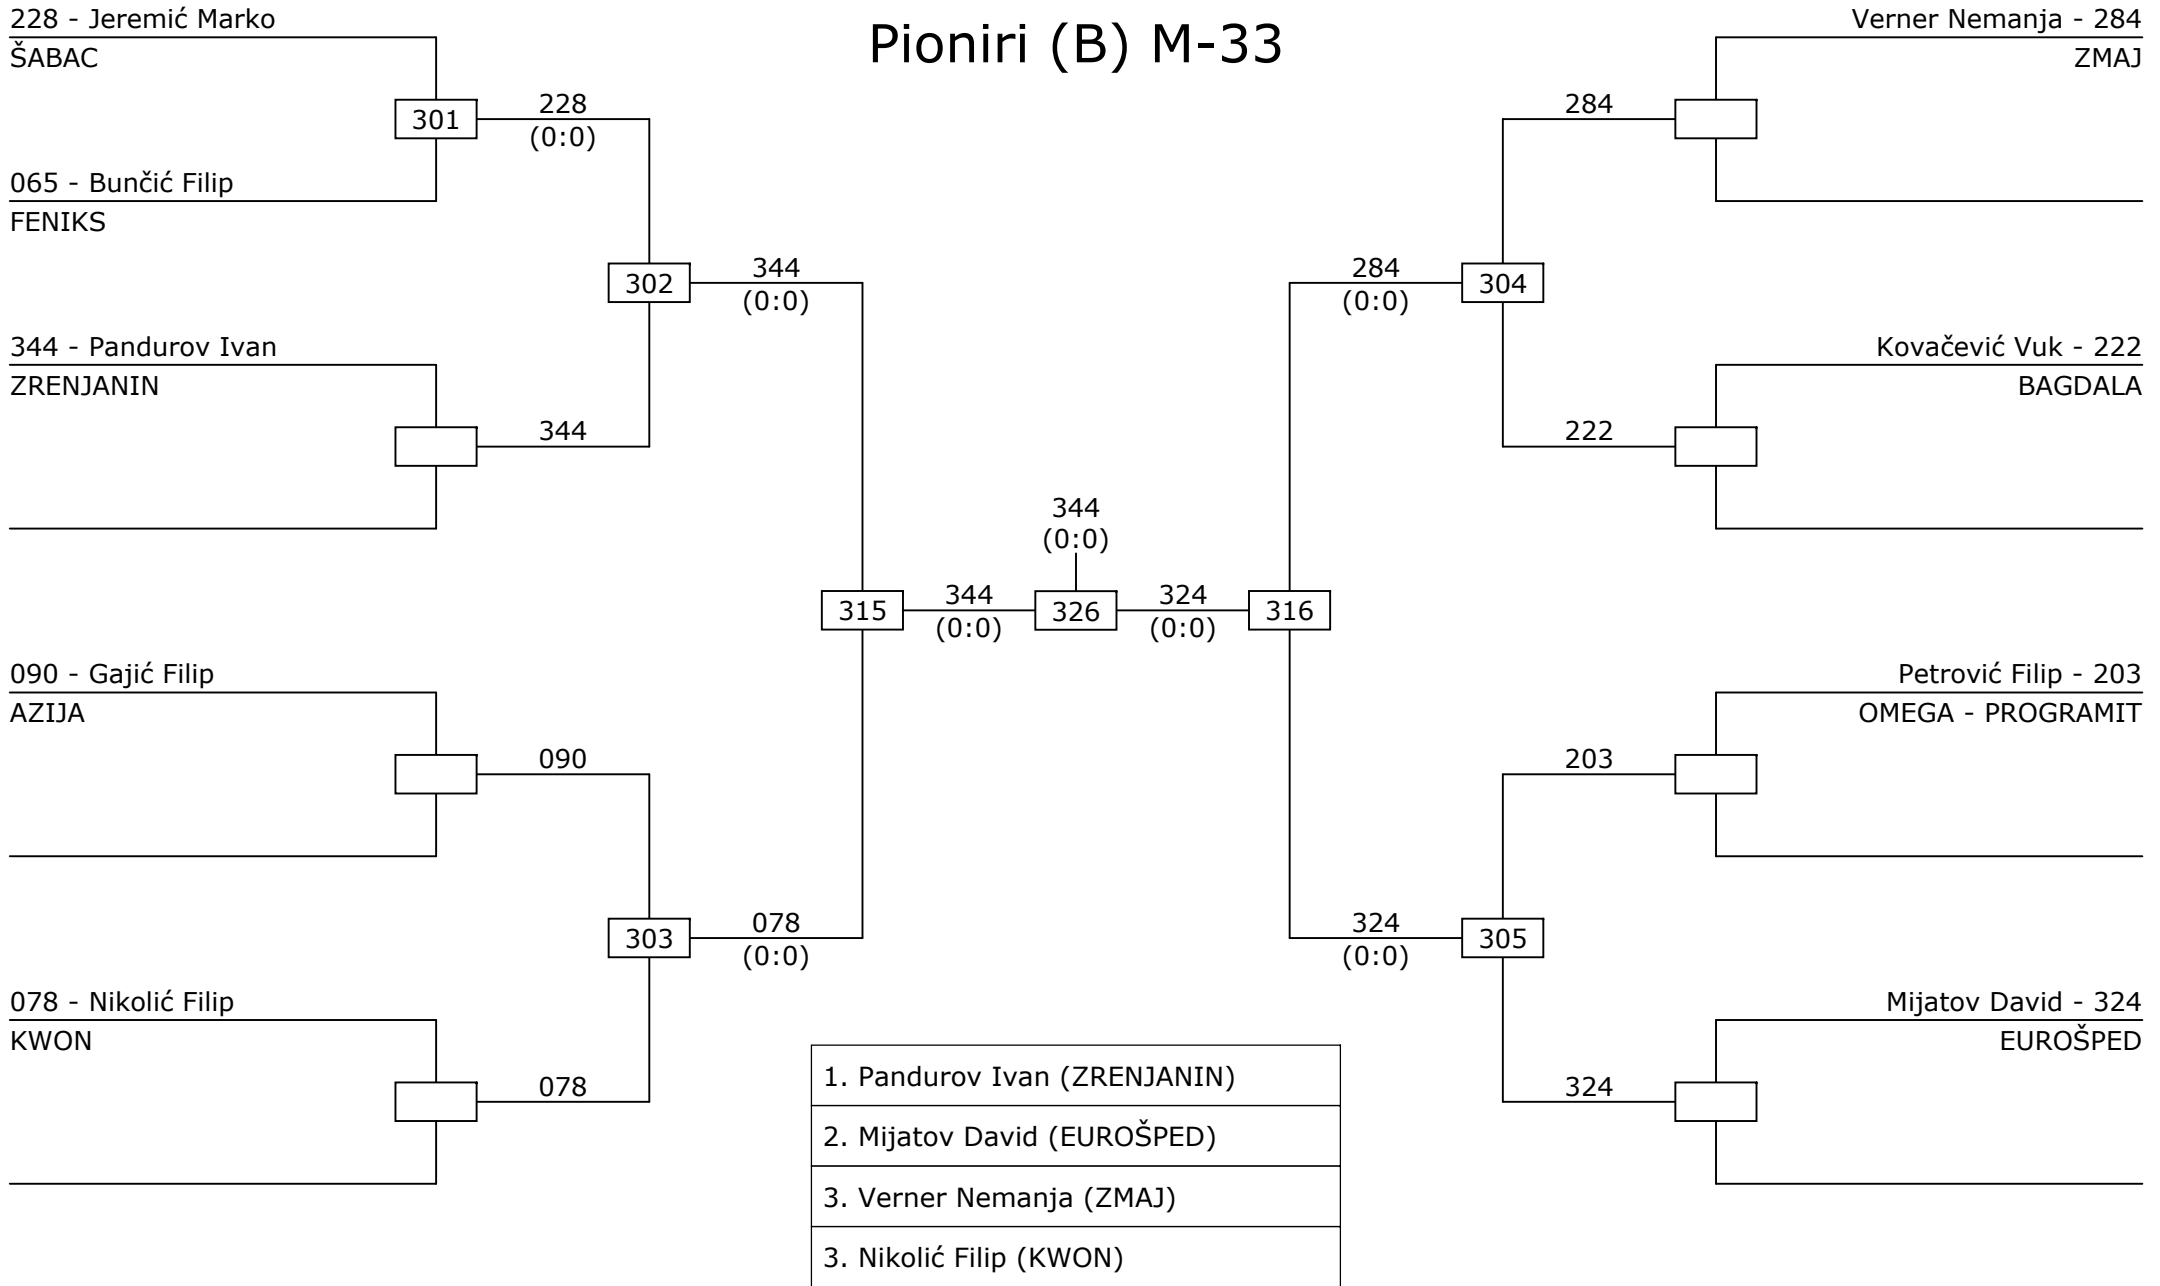 Pioniri (B) M-33
228 - Jeremić Marko
ŠABAC
301
228
(0:0)
065 - Bunčić Filip
FENIKS
302
344
(0:0)
344 - Pandurov Ivan
ZRENJANIN
344
090 - Gajić Filip
AZIJA
090
303
078
(0:0)
078 - Nikolić Filip
KWON
078
315
344
(0:0)
344
(0:0)
326
324
(0:0)
316
Verner Nemanja - 284
ZMAJ
284
284
(0:0)
304
Kovačević Vuk - 222
BAGDALA
222
Petrović Filip - 203
OMEGA - PROGRAMIT
203
324
(0:0)
305
Mijatov David - 324
EUROŠPED
324
1. Pandurov Ivan (ZRENJANIN)
2. Mijatov David (EUROŠPED)
3. Verner Nemanja (ZMAJ)
3. Nikolić Filip (KWON)